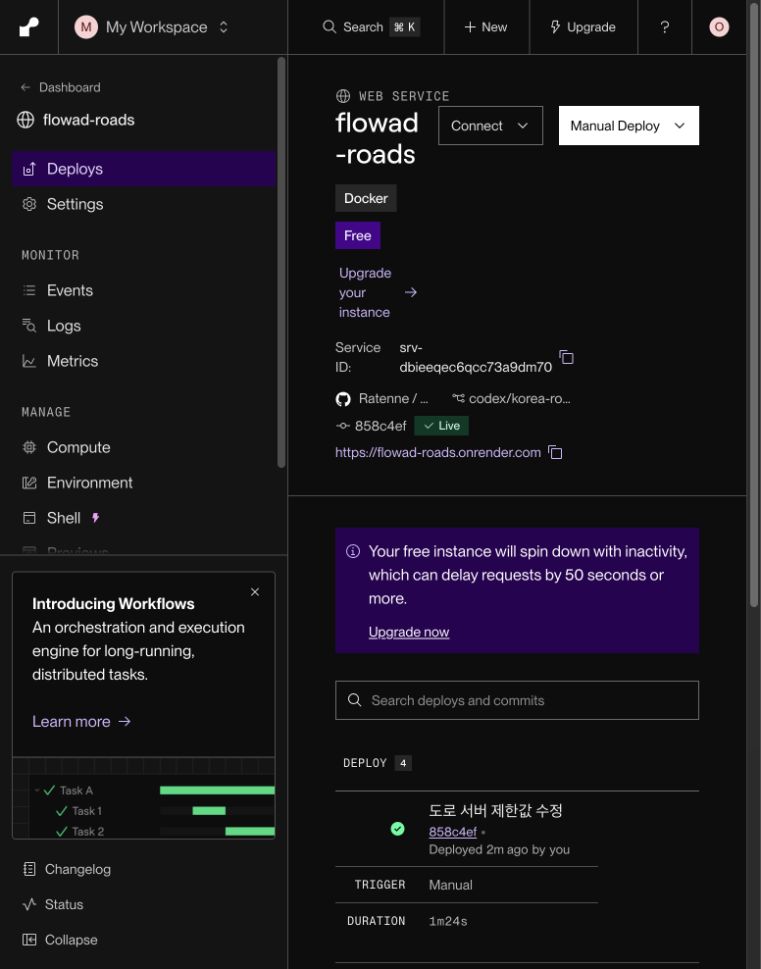 M My Workspace
Search ⌘ K
+ New
Upgrade
?
O
← Dashboard
flowad-roads
Deploys
Settings
MONITOR
Events
Logs
Metrics
MANAGE
Compute
Environment
Shell
Previews
Introducing Workflows
An orchestration and execution
engine for long-running,
distributed tasks.
Learn more →
Task A
Task 1
Task 2
Changelog
Status
Collapse
WEB SERVICE
flowad
-roads
Connect
Manual Deploy
Docker
Free
Upgrade
your
instance →
Service
ID:
srv-
dbieeqec6qcc73a9dm70
Ratenne / ...
codex/korea-ro...
858c4ef
Live
https://flowad-roads.onrender.com
Your free instance will spin down with inactivity,
which can delay requests by 50 seconds or
more.
Upgrade now
Search deploys and commits
DEPLOY 4
도로 서버 제한값 수정
858c4ef •
Deployed 2m ago by you
TRIGGER Manual
DURATION 1m24s